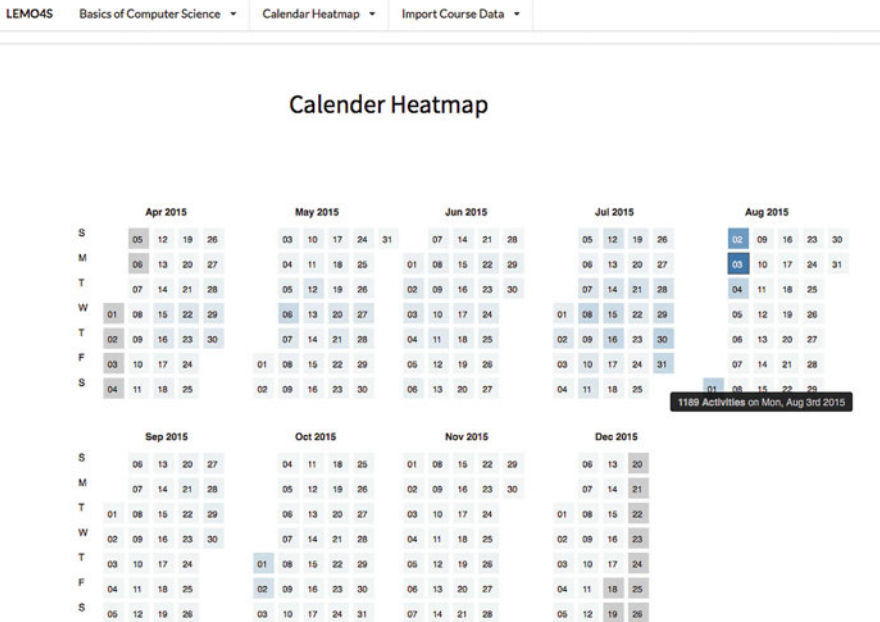 LEMO4S Basics of Computer Science Calendar Heatmap Import Course Data
Calender Heatmap
Apr 2015 May 2015 Jun 2015 Jul 2015 Aug 2015
S 05 12 19 26 03 10 17 24 31 07 14 21 28 05 12 19 26 02 09 16 23 30
M 06 13 20 27 04 11 18 25 01 08 15 22 29 06 13 20 27 03 10 17 24 31
T 07 14 21 28 05 12 19 26 02 09 16 23 30 07 14 21 28 04 11 18 25
W 01 08 15 22 29 06 13 20 27 03 10 17 24 01 08 15 22 29 05 12 19 26
T 02 09 16 23 30 07 14 21 28 04 11 18 25 02 09 16 23 30 06 13 20 27
F 03 10 17 24 01 08 15 22 29 05 12 19 26 03 10 17 24 31 07 14 21 28
S 04 11 18 25 02 09 16 23 30 06 13 20 27 04 11 18 25 01 08 15 22 29
1189 Activities on Mon, Aug 3rd 2015
Sep 2015 Oct 2015 Nov 2015 Dec 2015
S 06 13 20 27 04 11 18 25 01 08 15 22 29 06 13 20
M 07 14 21 28 05 12 19 26 02 09 16 23 30 07 14 21
T 01 08 15 22 29 06 13 20 27 03 10 17 24 01 08 15 22
W 02 09 16 23 30 07 14 21 28 04 11 18 25 02 09 16 23
T 03 10 17 24 01 08 15 22 29 05 12 19 26 03 10 17 24
F 04 11 18 25 02 09 16 23 30 06 13 20 27 04 11 18 25
S 05 12 19 26 03 10 17 24 31 07 14 21 28 05 12 19 26